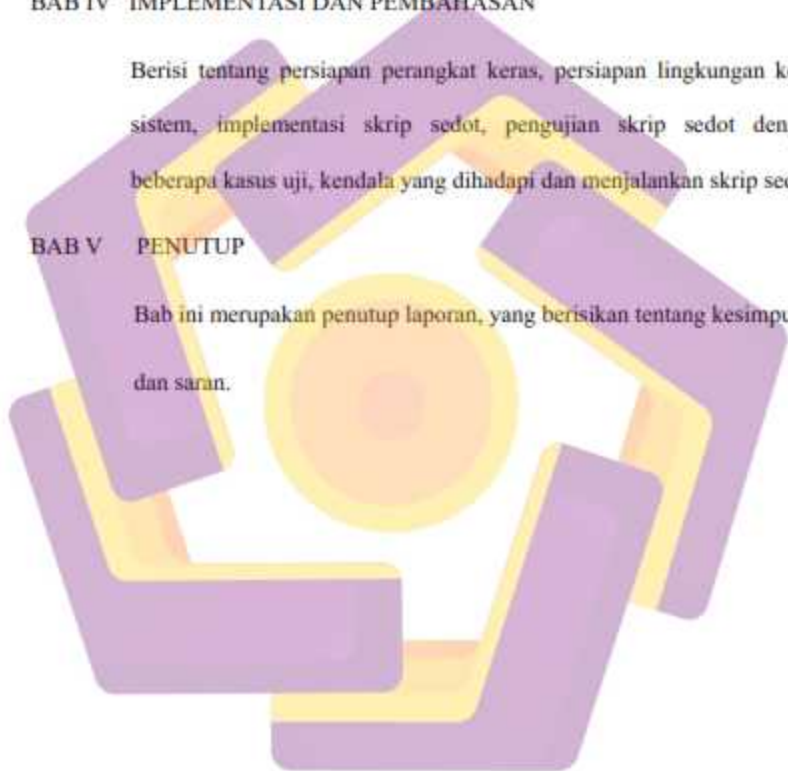 BAB IV IMPLEMENTASI DAN PEMBAHASAN
Berisi tentang persiapan perangkat keras, persiapan lingkungan
sistem, implementasi skrip sedot, pengujian skrip sedot
beberapa kasus uji, kendala yang dihadapi dan menjalankan skrip
BAB V PENUTUP
Bab ini merupakan penutup laporan, yang berisikan tentang
dan saran.